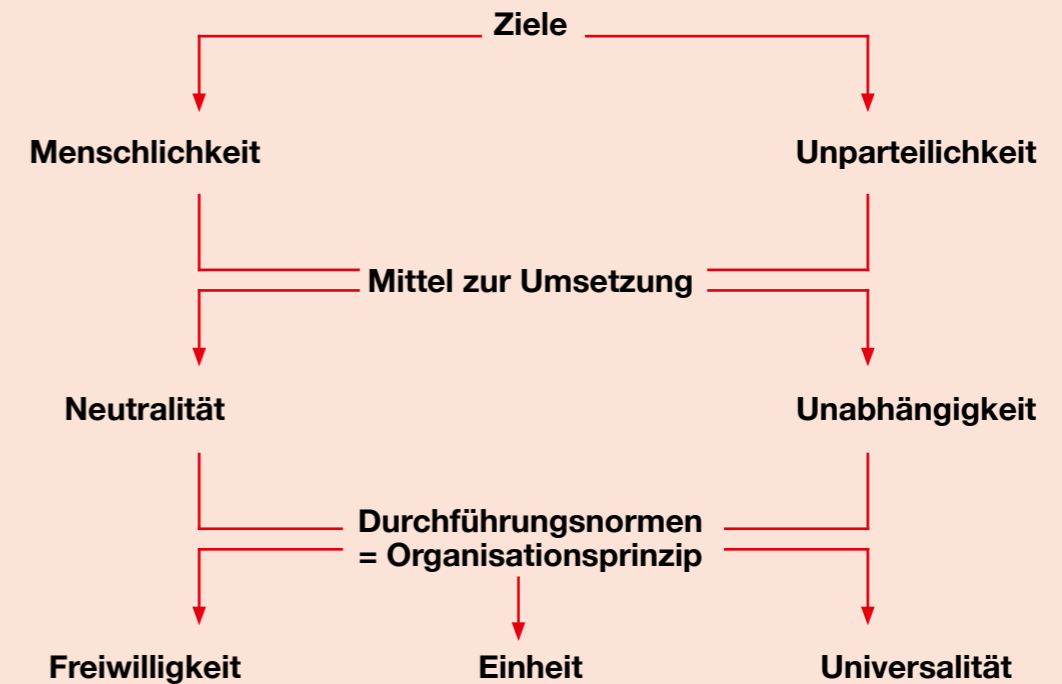 Ziele
Menschlichkeit
Unparteilichkeit
Mittel zur Umsetzung
Neutralität
Unabhängigkeit
Durchführungsnormen
= Organisationsprinzip
Freiwilligkeit
Einheit
Universalität